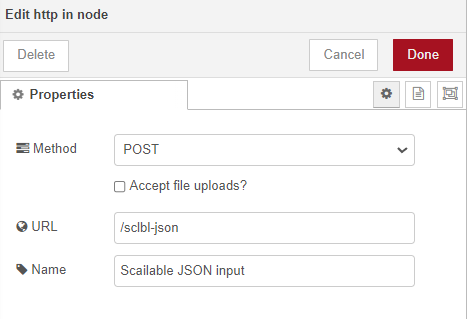 Edit http in node
Delete
Cancel
Done
Properties
Method
POST
Accept file uploads?
URL
/sclbl-json
Name
Scailable JSON input